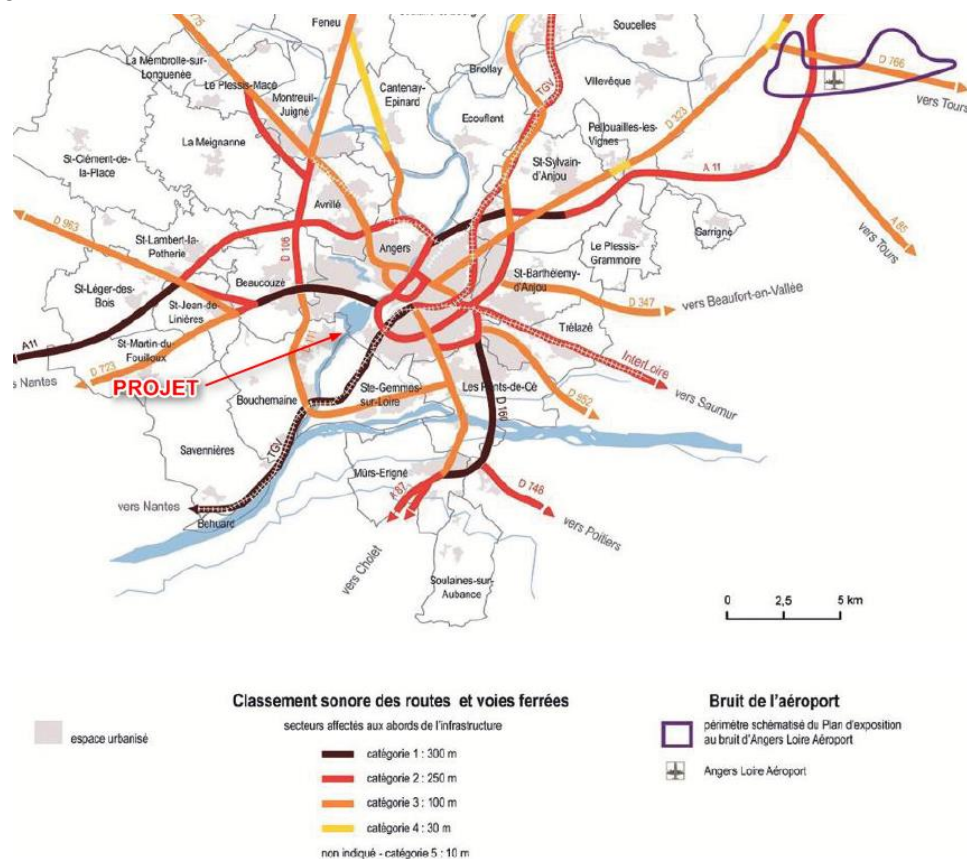 775
Feneu
Soucelles
La Membrolle-sur-
Longuenée
Le Plessis-Macé
Montreuil-
Juigné
Cantenay-
Epinard
Briollay
TGV
Villevêque
D 766
vers Tours
Ecouflant
Pellouailles-les-
Vignes
D 323
La Meignanne
St-Clément-de-
la-Place
St-Sylvain-
d'Anjou
A 11
Avrillé
Sarrigné
A 85
vers Tours
D 963
St-Lambert-la-
Potherie
D 106
Angers
Le Plessis-
Grammoire
Beaucouzé
St-Barthélemy-
d'Anjou
St-Léger-des-
Bois
St-Jean-de-
Linières
D 347
vers Beaufort-en-Vallée
Trélazé
A11
St-Martin-du-
Fouilloux
D 723
s Nantes
PROJET
InterLoire
vers Saumur
Bouchemaine
Ste-Gemmes-
sur-Loire
Les Ponts-de-Cé
D 160
D 952
Savennières
TGV
Mûrs-Erigné
A 87
D 748
vers Nantes
Béhuard
vers Poitiers
vers Cholet
Soulaines-sur-
Aubance
0 2,5 5 km
Classement sonore des routes et voies ferrées
secteurs affectés aux abords de l'infrastructure
espace urbanisé
catégorie 1 : 300 m
catégorie 2 : 250 m
catégorie 3 : 100 m
catégorie 4 : 30 m
non indiqué - catégorie 5 : 10 m
Bruit de l'aéroport
périmètre schématisé du Plan d'exposition
au bruit d'Angers Loire Aéroport
Angers Loire Aéroport